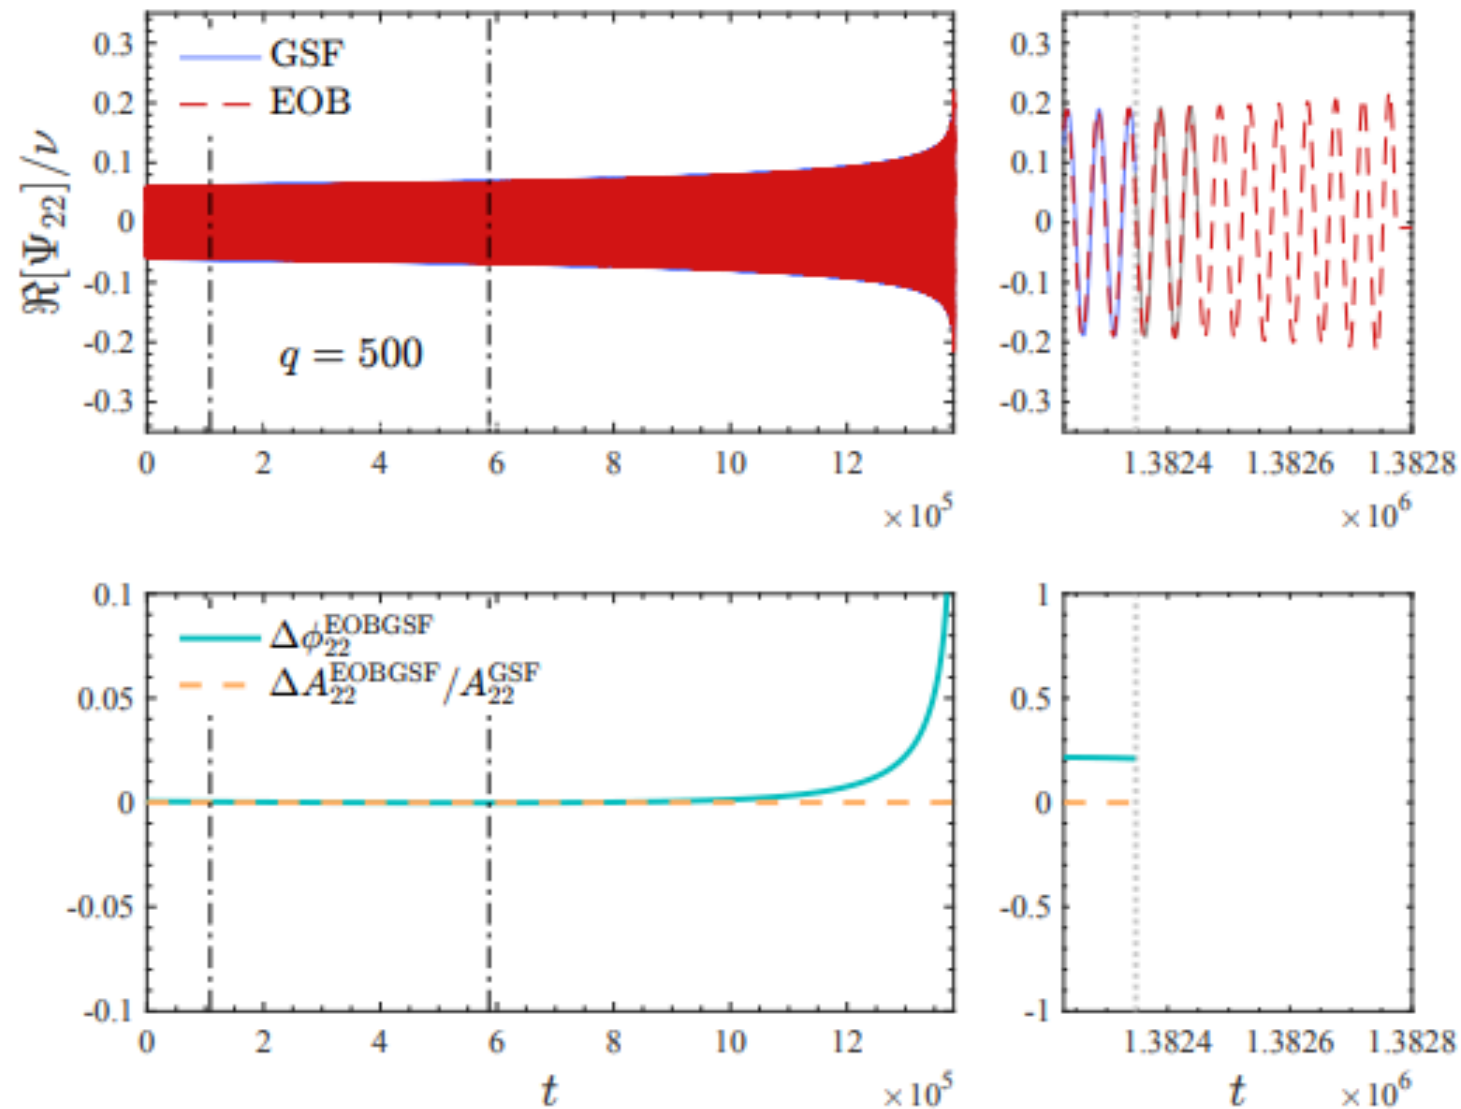 GSF
EOB
ℜ[Ψ22]/ν
q = 500
0.3
0.2
0.1
0
-0.1
-0.2
-0.3
0 2 4 6 8 10 12
×10^5
0.3
0.2
0.1
0
-0.1
-0.2
-0.3
1.3824 1.3826 1.3828
×10^6
Δϕ22^EOBGSF
ΔA22^EOBGSF/A22^GSF
0.1
0.05
0
-0.05
-0.1
0 2 4 6 8 10 12
t
×10^5
1
0.5
0
-0.5
-1
1.3824 1.3826 1.3828
t
×10^6